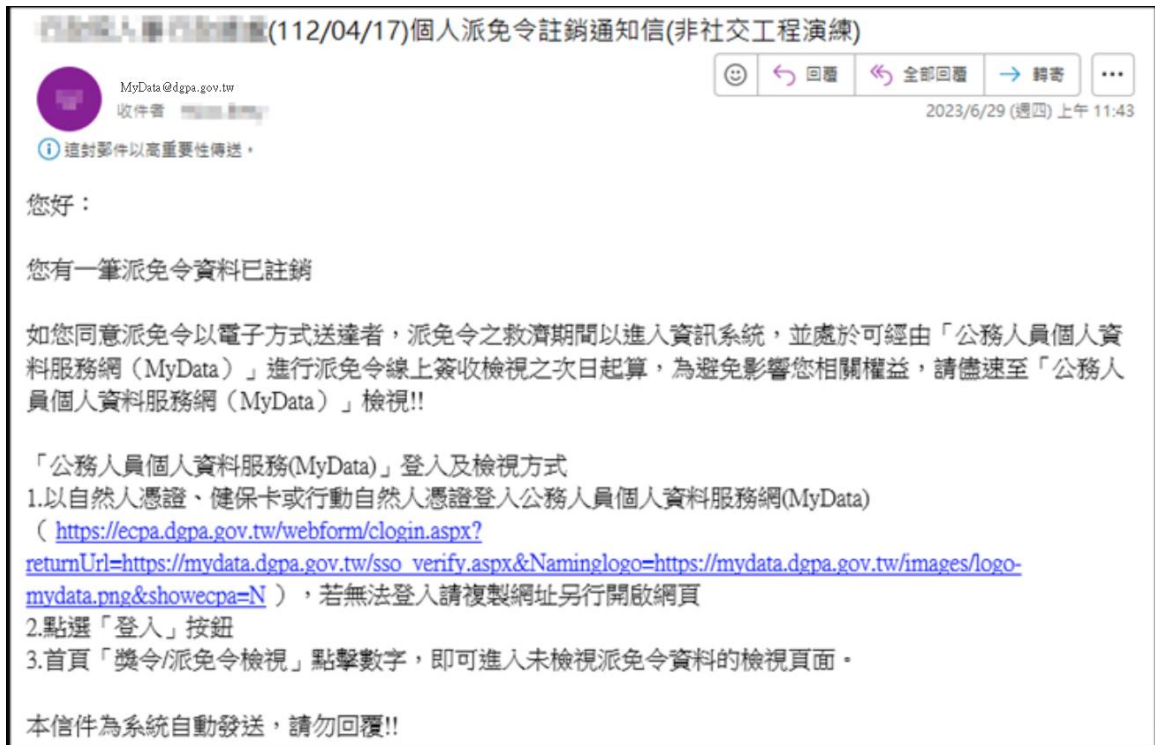 (112/04/17)個人派免令註銷通知信(非社交工程演練)
回覆
全部回覆
轉寄
MyData@dgpa.gov.tw
收件者
2023/6/29 (週四) 上午 11:43
這封郵件以高重要性傳送。
您好：
您有一筆派免令資料已註銷
如您同意派免令以電子方式送達者，派免令之救濟期間以進入資訊系統，並處於可經由「公務人員個人資
料服務網（MyData）」進行派免令線上簽收檢視之次日起算，為避免影響您相關權益，請儘速至「公務人
員個人資料服務網（MyData）」檢視!!
「公務人員個人資料服務(MyData)」登入及檢視方式
1.以自然人憑證、健保卡或行動自然人憑證登入公務人員個人資料服務網(MyData)
（ https://ecpa.dgpa.gov.tw/webform/clogin.aspx?
returnUrl=https://mydata.dgpa.gov.tw/sso_verify.aspx&Naminglogo=https://mydata.dgpa.gov.tw/images/logo-
mydata.png&showecpa=N ），若無法登入請複製網址另行開啟網頁
2.點選「登入」按鈕
3.首頁「獎令/派免令檢視」點擊數字，即可進入未檢視派免令資料的檢視頁面。
本信件為系統自動發送，請勿回覆!!